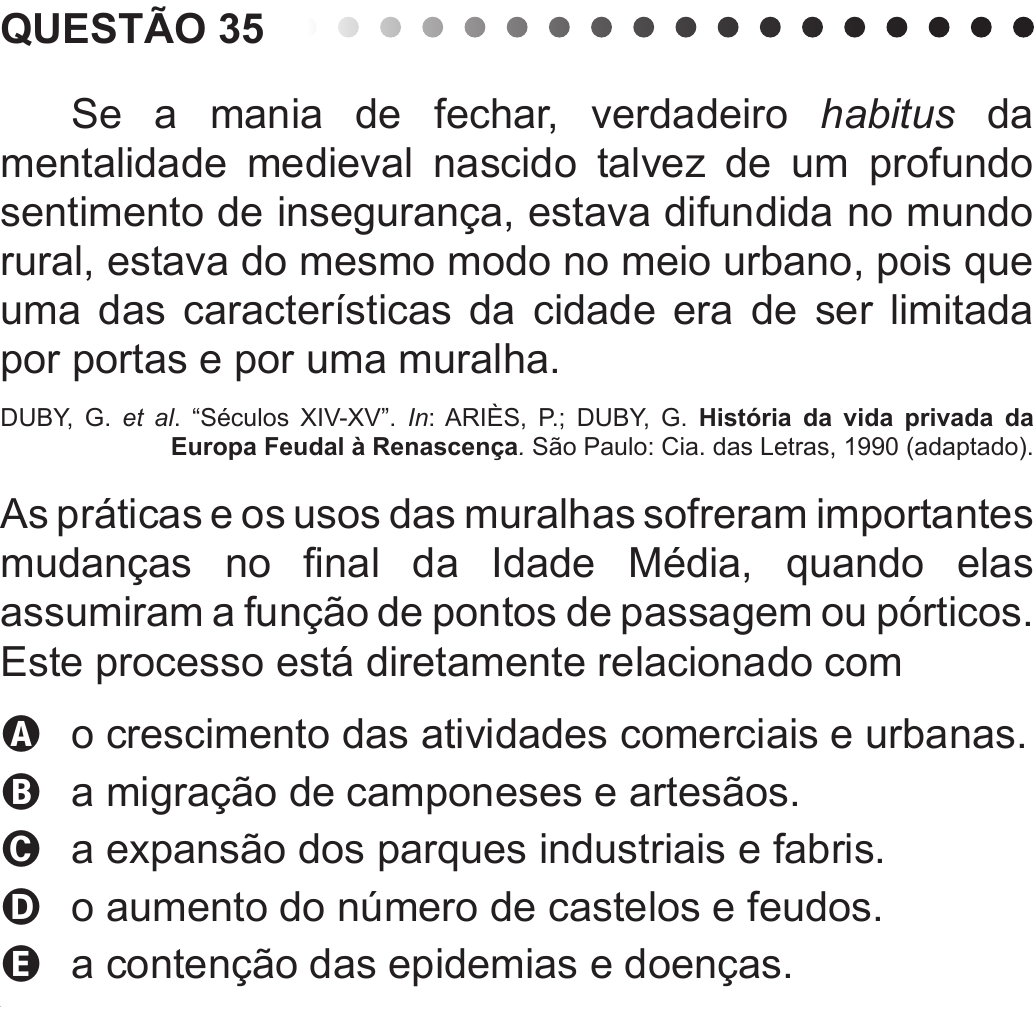 QUESTÃO 35
Se a mania de fechar, verdadeiro habitus da
mentalidade medieval nascido talvez de um profundo
sentimento de insegurança, estava difundida no mundo
rural, estava do mesmo modo no meio urbano, pois que
uma das características da cidade era de ser limitada
por portas e por uma muralha.
DUBY, G. et al. “Séculos XIV-XV”. In: ARIÈS, P.; DUBY, G. História da vida privada da
Europa Feudal à Renascença. São Paulo: Cia. das Letras, 1990 (adaptado).
As práticas e os usos das muralhas sofreram importantes
mudanças no final da Idade Média, quando elas
assumiram a função de pontos de passagem ou pórticos.
Este processo está diretamente relacionado com
A o crescimento das atividades comerciais e urbanas.
B a migração de camponeses e artesãos.
C a expansão dos parques industriais e fabris.
D o aumento do número de castelos e feudos.
E a contenção das epidemias e doenças.